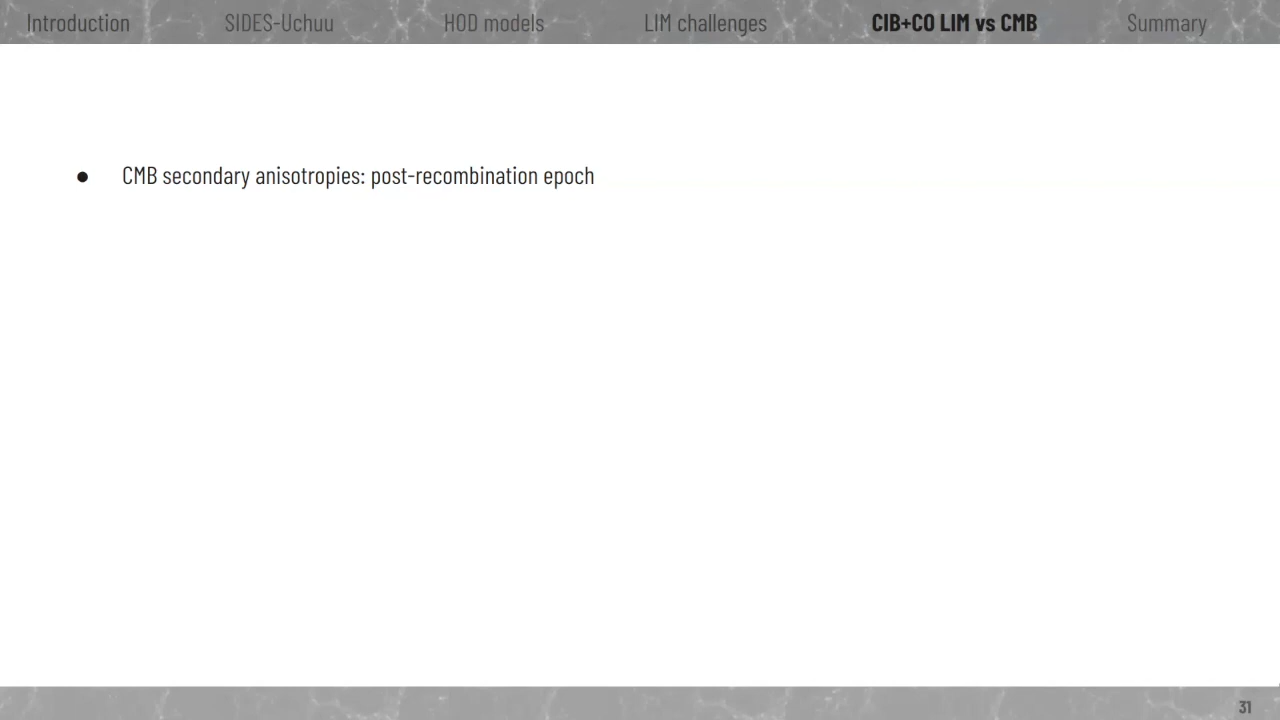 Introduction SIDES-Uchuu HOD models LIM challenges CIB+CO LIM vs CMB Summary
● CMB secondary anisotropies: post-recombination epoch
31